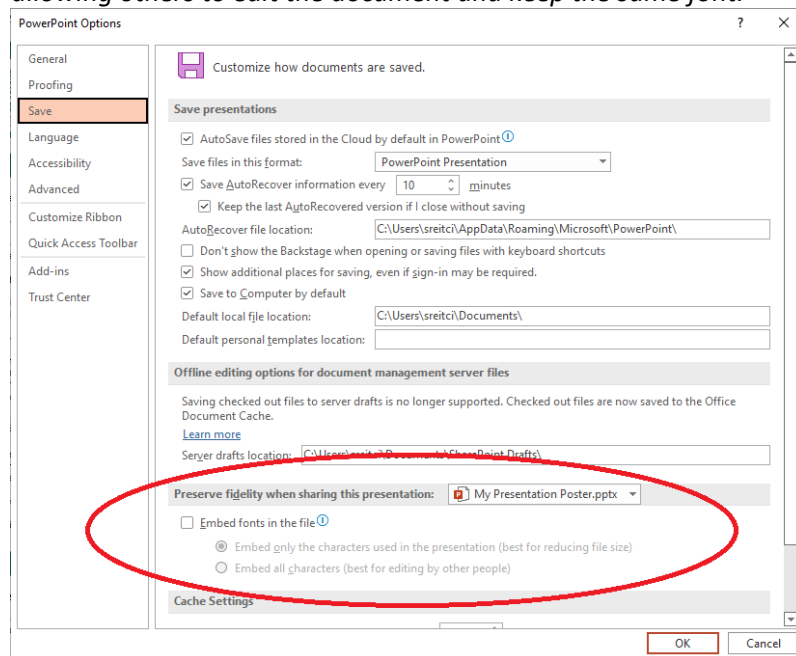 allowing others to edit the document and keep the same font.
PowerPoint Options
?
General
Proofing
Save
Language
Accessibility
Advanced
Customize Ribbon
Quick Access Toolbar
Add-ins
Trust Center
Customize how documents are saved.
Save presentations
AutoSave files stored in the Cloud by default in PowerPoint
Save files in this format: PowerPoint Presentation
Save AutoRecover information every 10 minutes
Keep the last AutoRecovered version if I close without saving
AutoRecover file location: C:\Users\sreitci\AppData\Roaming\Microsoft\PowerPoint\
Don't show the Backstage when opening or saving files with keyboard shortcuts
Show additional places for saving, even if sign-in may be required.
Save to Computer by default
Default local file location: C:\Users\sreitci\Documents\
Default personal templates location:
Offline editing options for document management server files
Saving checked out files to server drafts is no longer supported. Checked out files are now saved to the Office
Document Cache.
Learn more
Server drafts location: C:\Users\sreitci\Documents\SharePoint Drafts\
Preserve fidelity when sharing this presentation: My Presentation Poster.pptx
Embed fonts in the file
Embed only the characters used in the presentation (best for reducing file size)
Embed all characters (best for editing by other people)
Cache Settings
OK Cancel